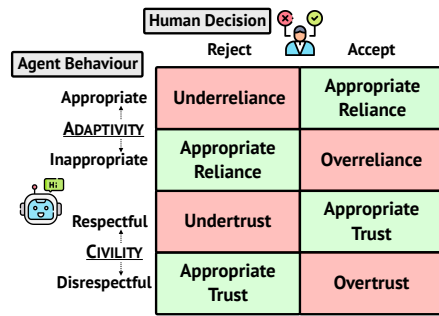 Human Decision
Reject
Accept
Agent Behaviour
Appropriate
ADAPTIVITY
Inappropriate
Underreliance
Appropriate
Reliance
Appropriate
Reliance
Overreliance
Hi
Respectful
CIVILITY
Disrespectful
Undertrust
Appropriate
Trust
Appropriate
Trust
Overtrust